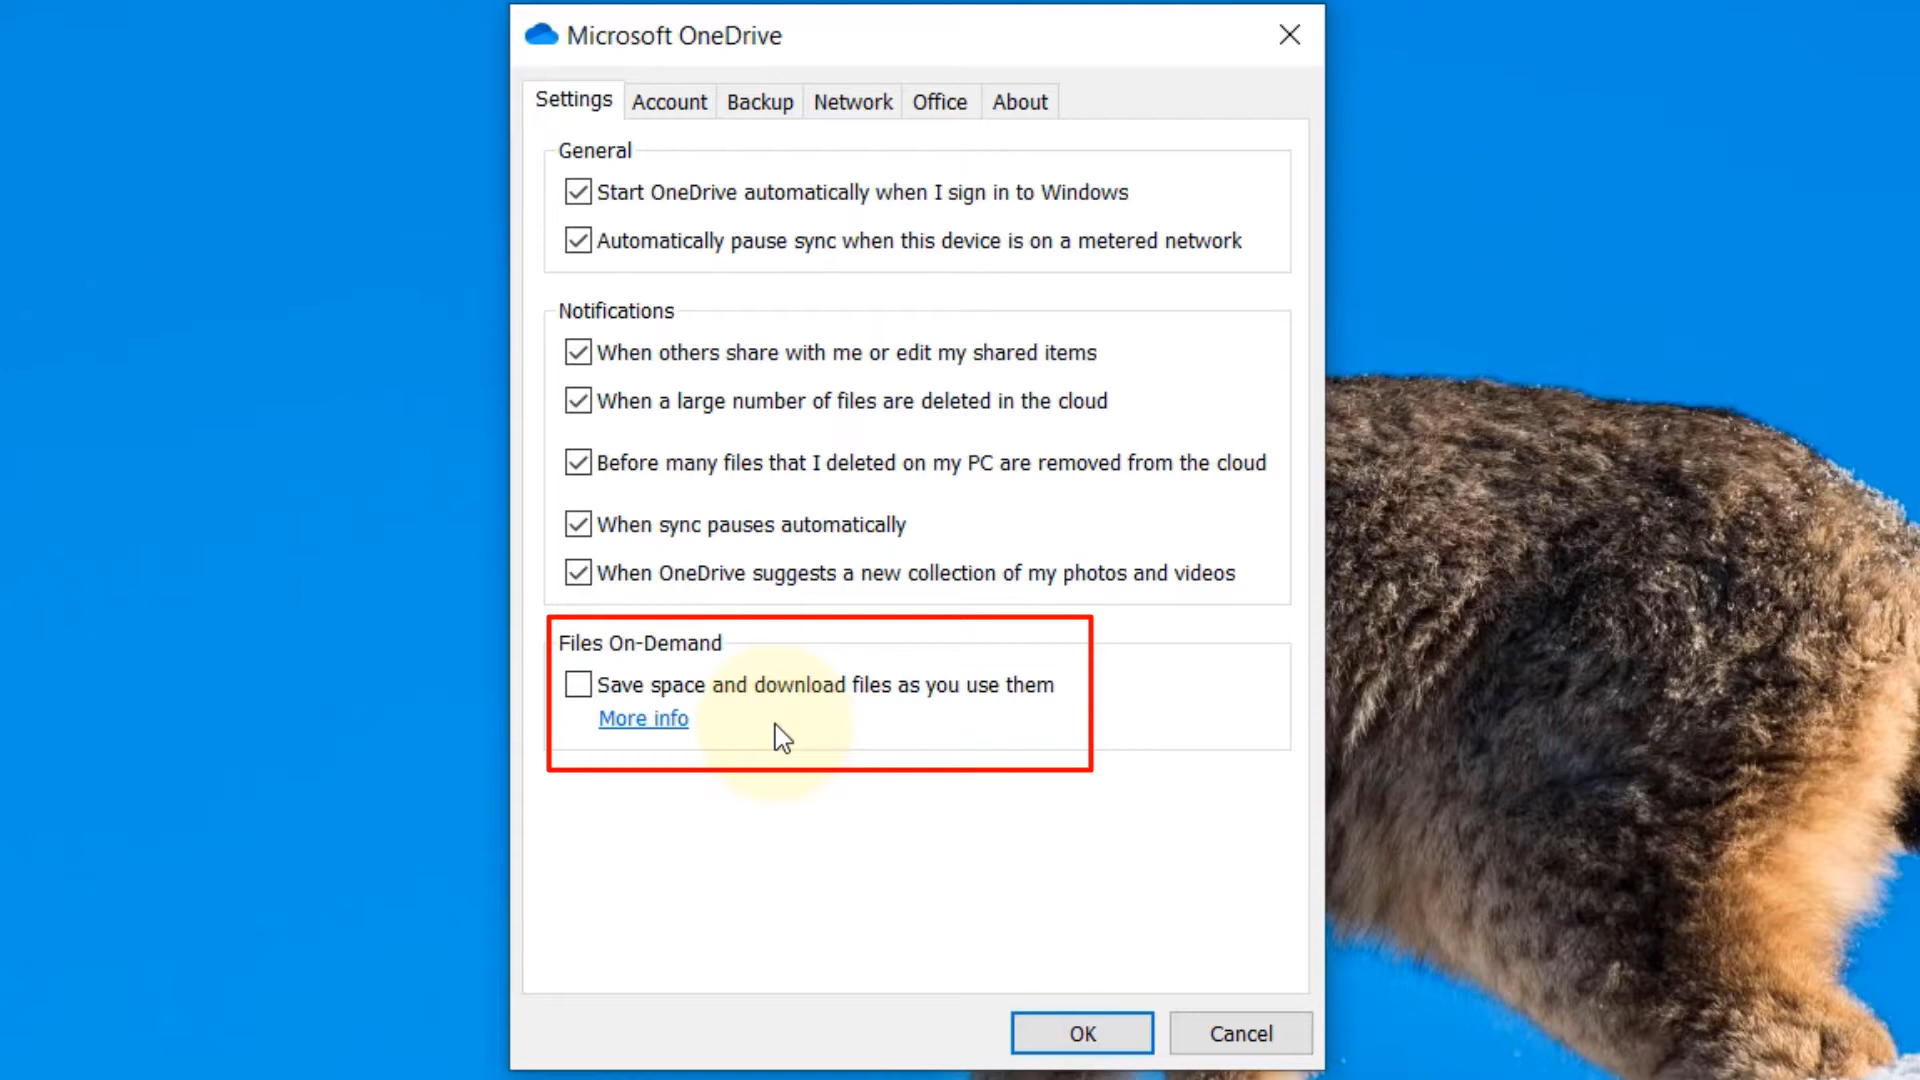 Microsoft OneDrive
Settings Account Backup Network Office About
General
Start OneDrive automatically when I sign in to Windows
Automatically pause sync when this device is on a metered network
Notifications
When others share with me or edit my shared items
When a large number of files are deleted in the cloud
Before many files that I deleted on my PC are removed from the cloud
When sync pauses automatically
When OneDrive suggests a new collection of my photos and videos
Files On-Demand
Save space and download files as you use them
More info
OK Cancel